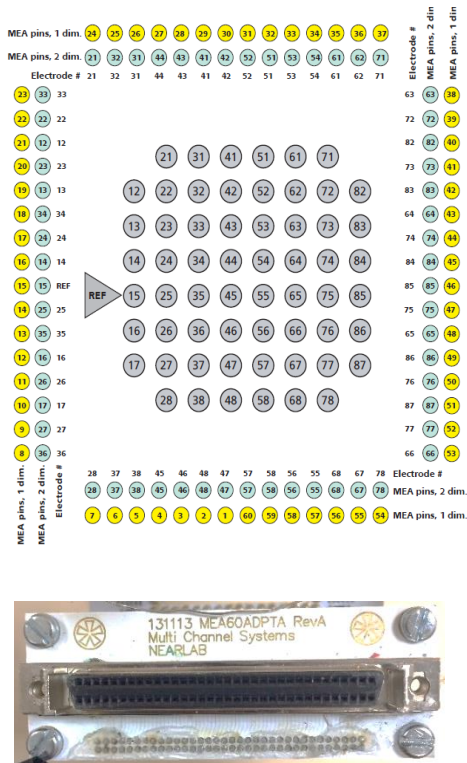 MEA pins, 1 dim. 24 25 26 27 28 29 30 31 32 33 34 35 36 37
MEA pins, 2 dim. 21 32 31 44 43 41 42 52 51 53 54 61 62 71
Electrode # 21 32 31 44 43 41 42 52 51 53 54 61 62 71
Electrode #
MEA pins, 2 din
MEA pins, 1 din
23 33 33 63 63 38
22 22 22 72 72 39
21 12 12 82 82 40
20 23 23 73 73 41
19 13 13 83 83 42
18 34 34 64 64 43
17 24 24 74 74 44
16 14 14 84 84 45
15 15 REF 85 85 46
14 25 25 75 75 47
13 35 35 65 65 48
12 16 16 86 86 49
11 26 26 76 76 50
10 17 17 87 87 51
9 27 27 77 77 52
8 36 36 66 66 53
21 31 41 51 61 71
12 22 32 42 52 62 72 82
13 23 33 43 53 63 73 83
14 24 34 44 54 64 74 84
REF 15 25 35 45 55 65 75 85
16 26 36 46 56 66 76 86
17 27 37 47 57 67 77 87
28 38 48 58 68 78
MEA pins, 1 dim.
MEA pins, 2 dim.
Electrode #
28 37 38 45 46 48 47 57 58 56 55 68 67 78 Electrode #
28 37 38 45 46 48 47 57 58 56 55 68 67 78 MEA pins, 2 dim.
7 6 5 4 3 2 1 60 59 58 57 56 55 54 MEA pins, 1 dim.
131113 MEA60ADPTA RevA
Multi Channel Systems
NEARLAB